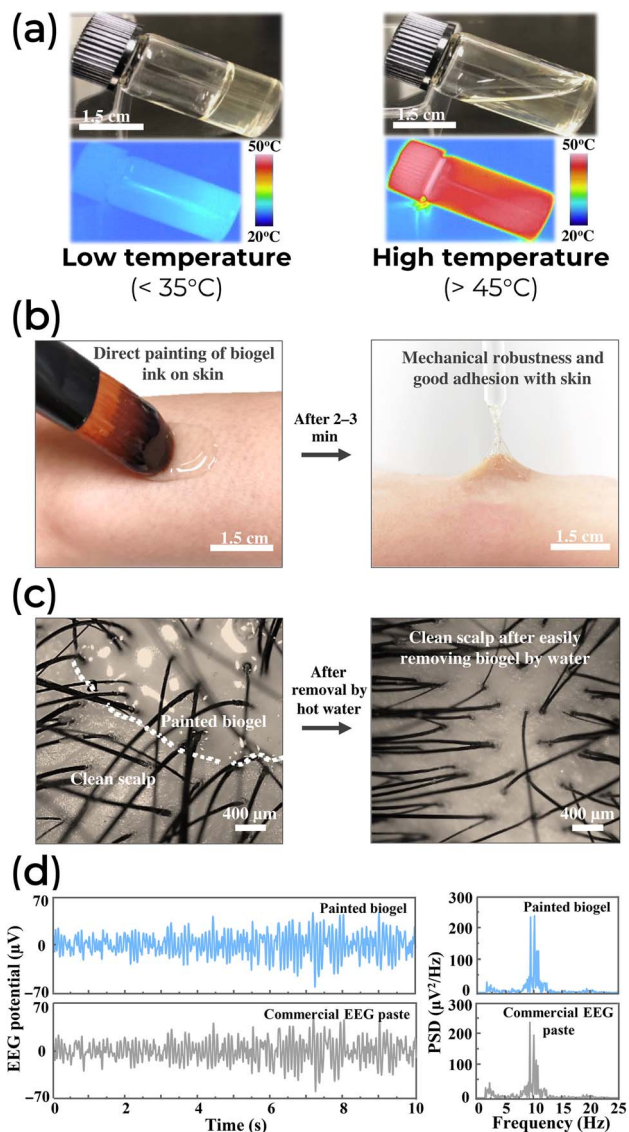 (a)
1.5 cm
1.5 cm
50°C
20°C
50°C
20°C
Low temperature
(< 35°C)
High temperature
(> 45°C)
(b)
Direct painting of biogel
ink on skin
1.5 cm
After 2–3
min
Mechanical robustness and
good adhesion with skin
1.5 cm
(c)
Painted biogel
Clean scalp
400 μm
After
removal by
hot water
Clean scalp after easily
removing biogel by water
400 μm
(d)
EEG potential (μV)
70
0
−70
Painted biogel
70
0
−70
Commercial EEG paste
0 2 4 6 8 10
Time (s)
PSD (μV²/Hz)
300
200
100
0
Painted biogel
300
200
100
0
Commercial EEG
paste
0 5 10 15 20 25
Frequency (Hz)